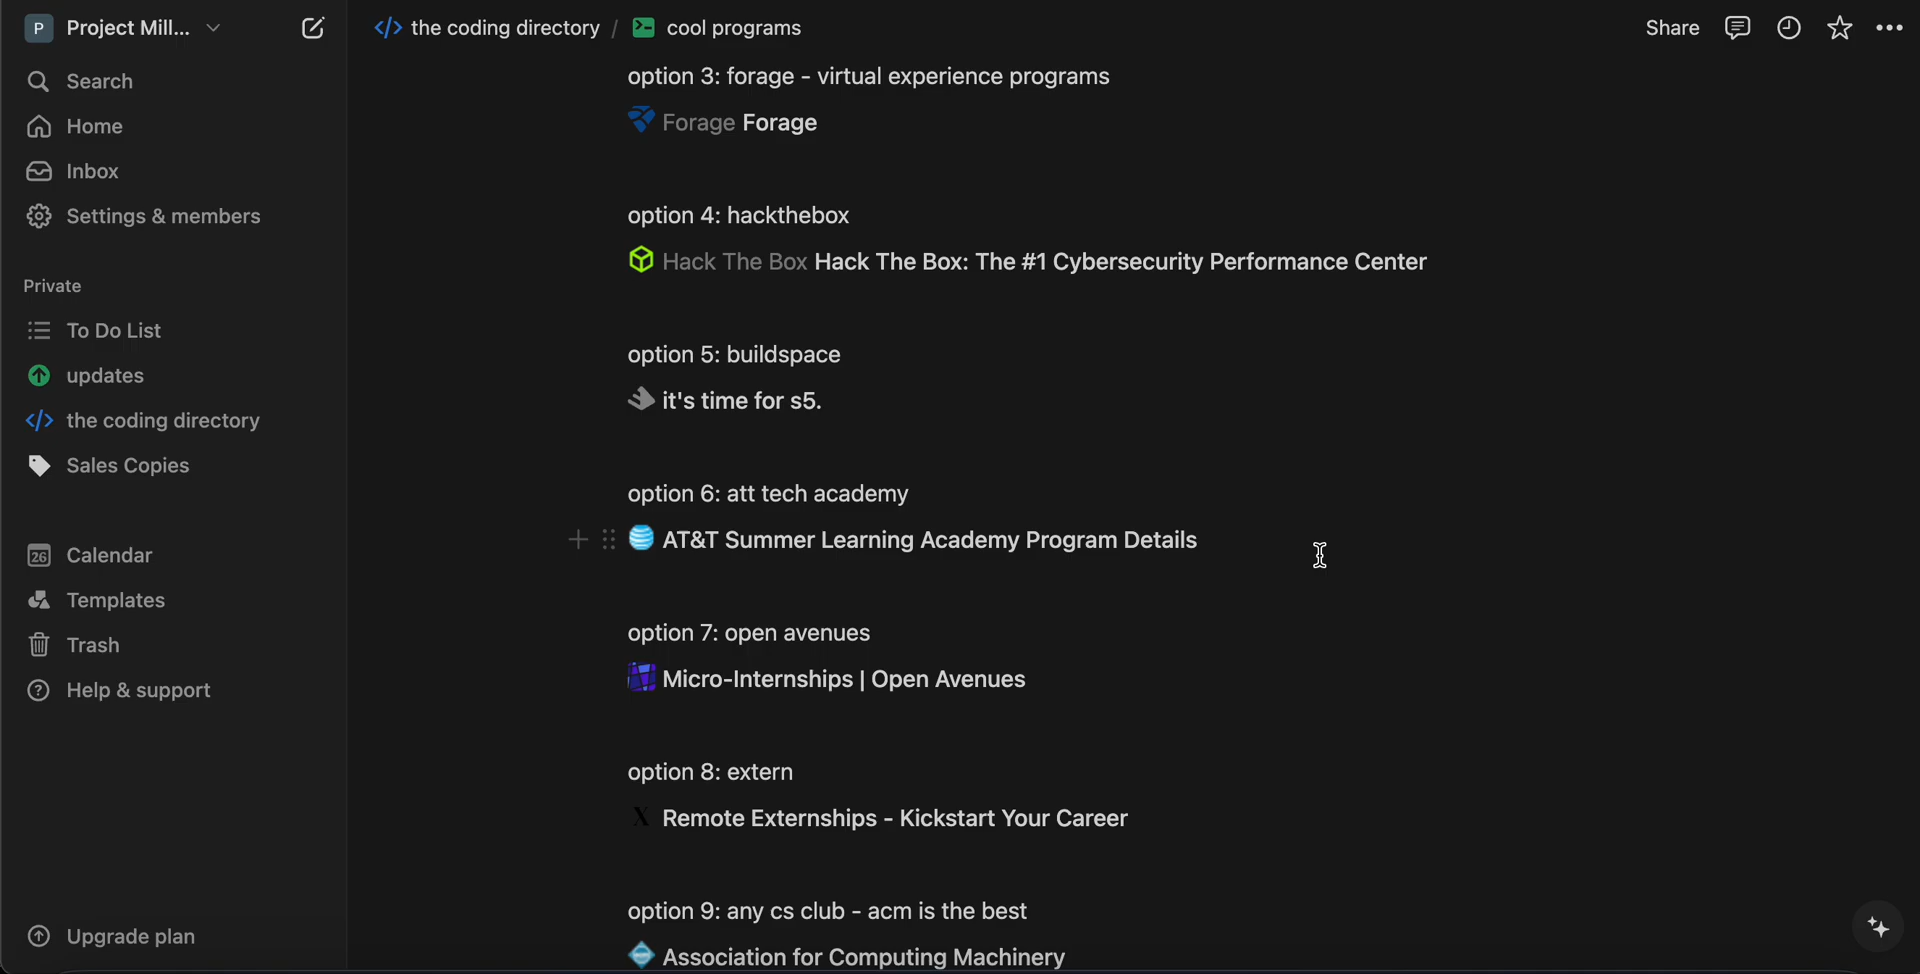 P Project Mill...
Search
Home
Inbox
Settings & members
Private
To Do List
updates
</> the coding directory
Sales Copies
26 Calendar
Templates
Trash
? Help & support
Upgrade plan
</> the coding directory / cool programs
Share
option 3: forage - virtual experience programs
Forage Forage
option 4: hackthebox
Hack The Box Hack The Box: The #1 Cybersecurity Performance Center
option 5: buildspace
it's time for s5.
option 6: att tech academy
AT&T Summer Learning Academy Program Details
option 7: open avenues
Micro-Internships | Open Avenues
option 8: extern
X Remote Externships - Kickstart Your Career
option 9: any cs club - acm is the best
Association for Computing Machinery